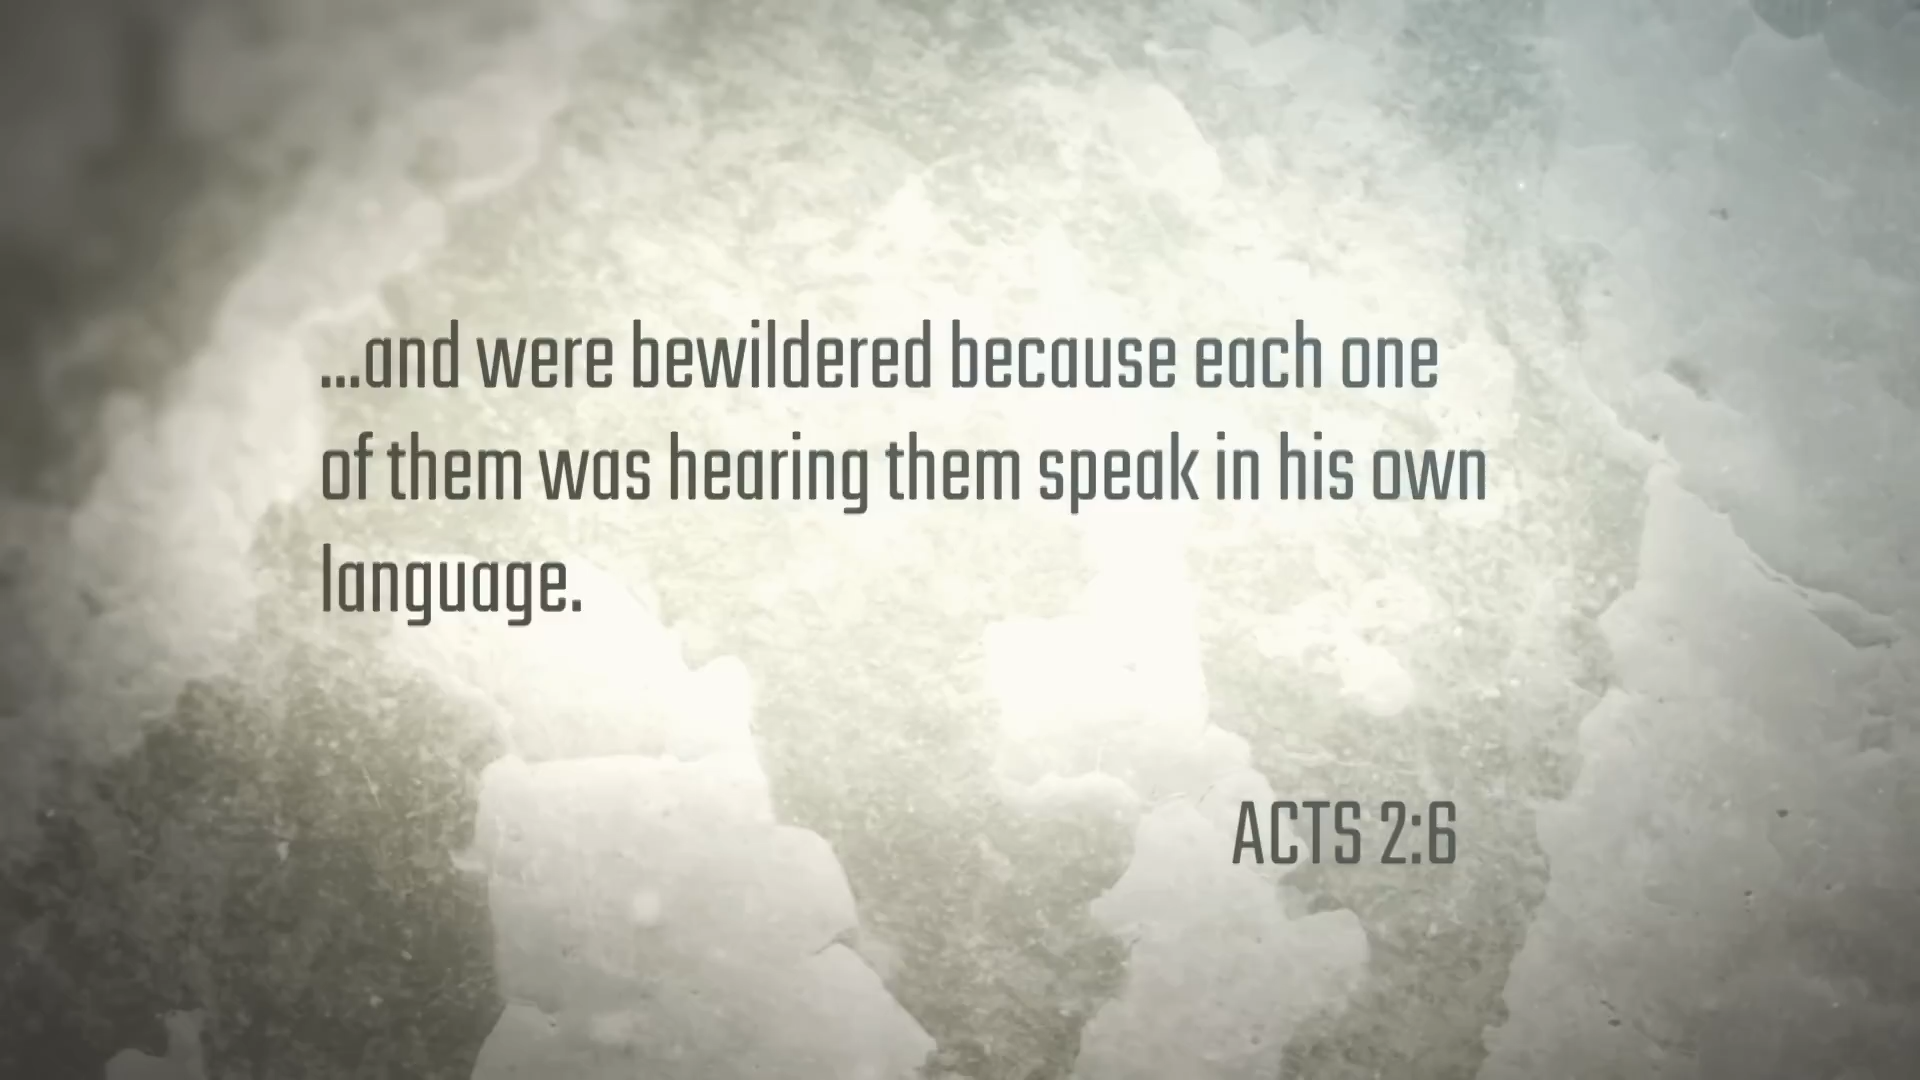 ...and were bewildered because each one
of them was hearing them speak in his own
language.
ACTS 2:6